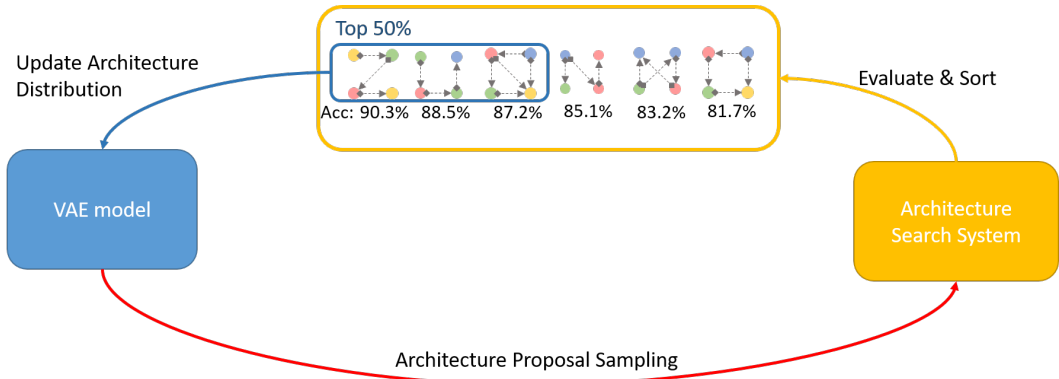 Top 50%
Update Architecture
Distribution
Evaluate & Sort
Acc: 90.3% 88.5% 87.2% 85.1% 83.2% 81.7%
VAE model
Architecture
Search System
Architecture Proposal Sampling